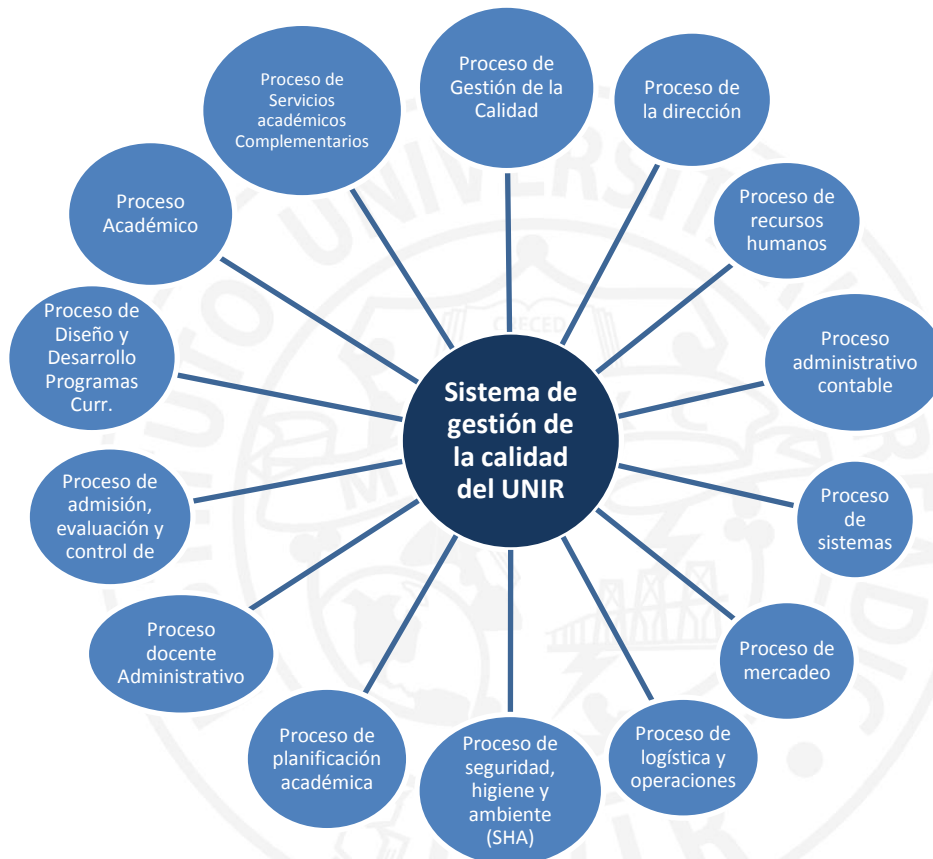 Proceso de
Gestión de la
Calidad
Proceso de
la dirección
Proceso de
recursos
humanos
Proceso
administrativo
contable
Proceso
de
sistemas
Proceso de
mercadeo
Proceso de
logística y
operaciones
Proceso de
seguridad,
higiene y
ambiente
(SHA)
Proceso de
planificación
académica
Proceso
docente
Administrativo
Proceso de
admisión,
evaluación y
control de
Proceso de
Diseño y
Desarrollo
Programas
Curr.
Proceso
Académico
Proceso de
Servicios
académicos
Complementarios
Sistema de
gestión de
la calidad
del UNIR